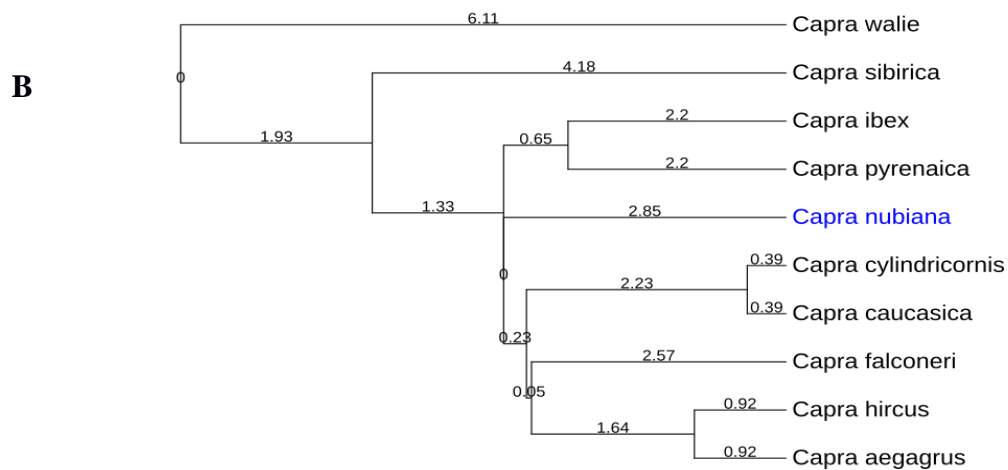 6.11
Capra walie
0
B
4.18
Capra sibirica
2.2
Capra ibex
1.93
0.65
2.2
Capra pyrenaica
1.33
2.85
Capra nubiana
0
0.39
Capra cylindricornis
2.23
0.39
Capra caucasica
0.23
2.57
Capra falconeri
0.05
0.92
Capra hircus
1.64
0.92
Capra aegagrus